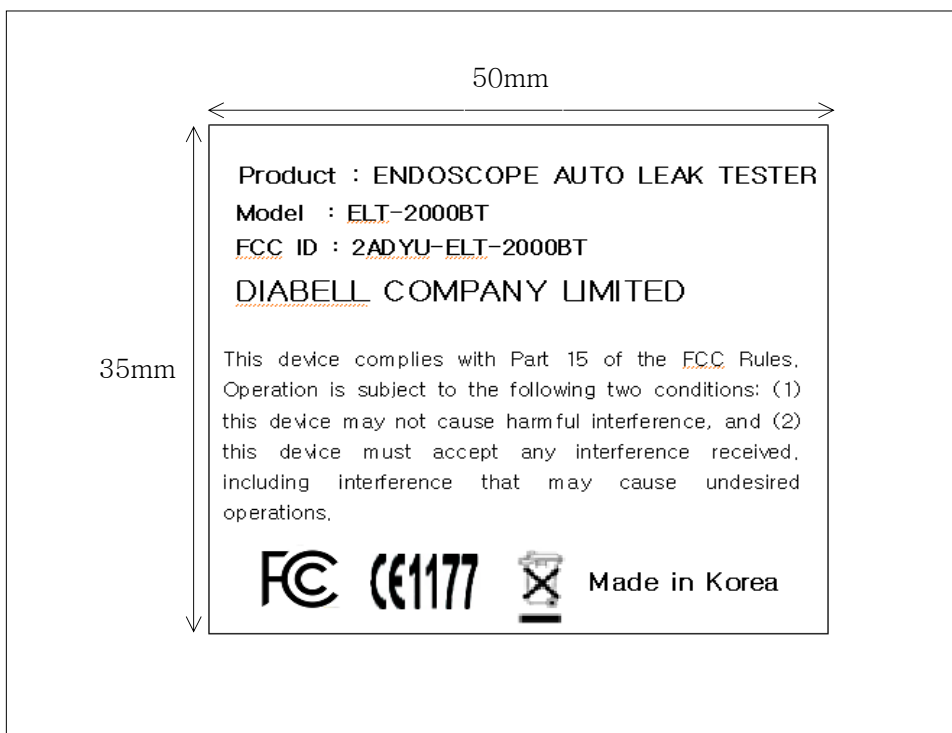 50mm
35mm
Product : ENDOSCOPE AUTO LEAK TESTER
Model : ELT-2000BT
FCC ID : 2ADYU-ELT-2000BT
DIABELL COMPANY LIMITED
This device complies with Part 15 of the FCC Rules.
Operation is subject to the following two conditions: (1)
this device may not cause harmful interference, and (2)
this device must accept any interference received,
including interference that may cause undesired
operations.
FC CE1177 Made in Korea